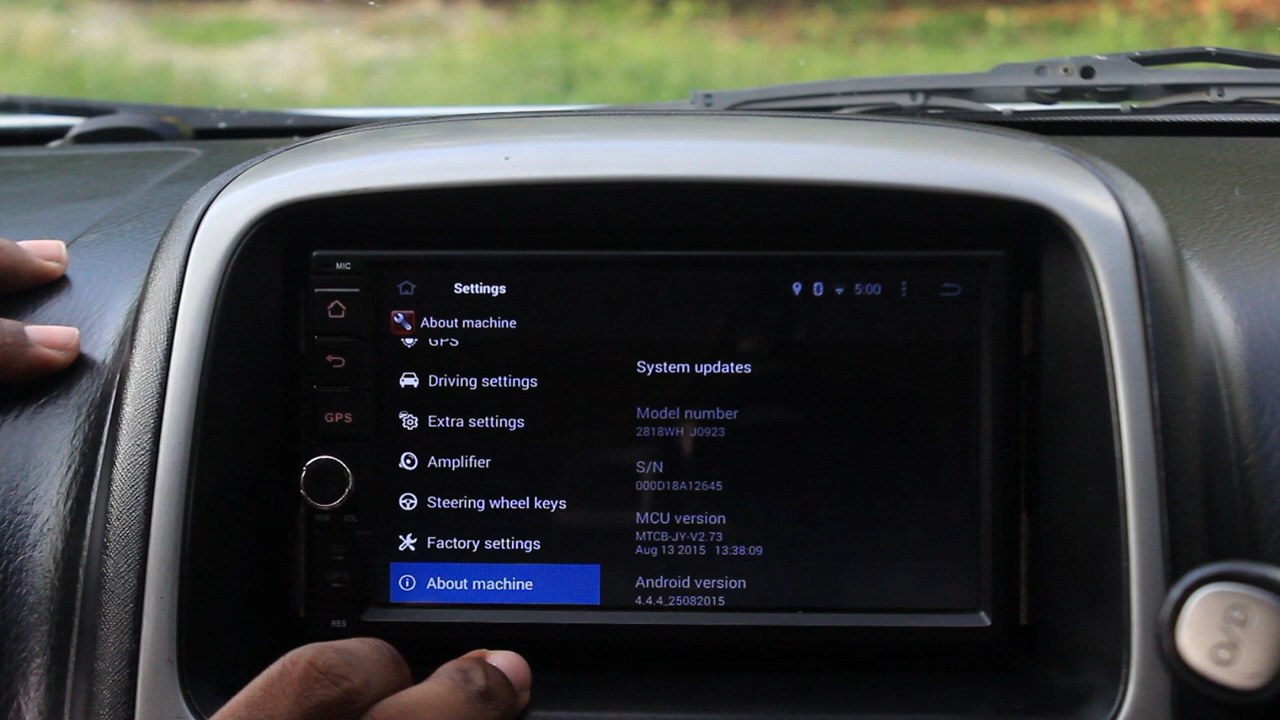 MIC
Settings
5:00
About machine
GPS
GPS
Driving settings
Extra settings
Amplifier
Steering wheel keys
Factory settings
About machine
System updates
Model number
2818WH J0923
S/N
000D18A12645
MCU version
MTCB-JY-V2.73
Aug 13 2015 13:38:09
Android version
4.4.4_25082015
VOL
RES